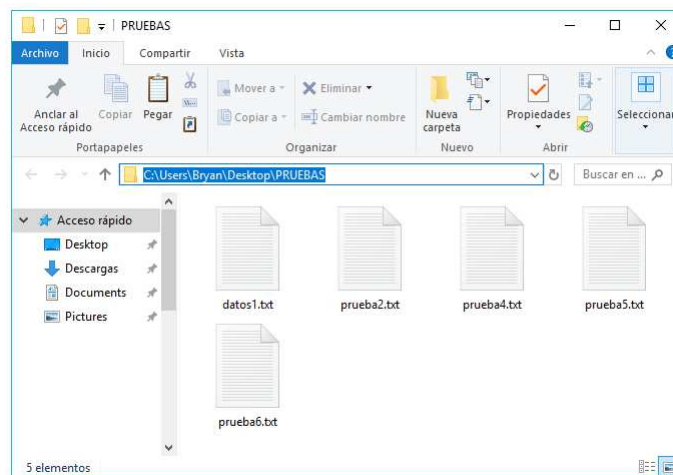 PRUEBAS
Archivo Inicio Compartir Vista
Anclar al Acceso rápido
Copiar
Pegar
Mover a
Copiar a
Eliminar
Cambiar nombre
Nueva carpeta
Propiedades
Seleccionar
Portapapeles Organizar Nuevo Abrir
C:\Users\Bryan\Desktop\PRUEBAS
Buscar en ...
Acceso rápido
Desktop
Descargas
Documents
Pictures
datos1.txt prueba2.txt prueba4.txt prueba5.txt
prueba6.txt
5 elementos